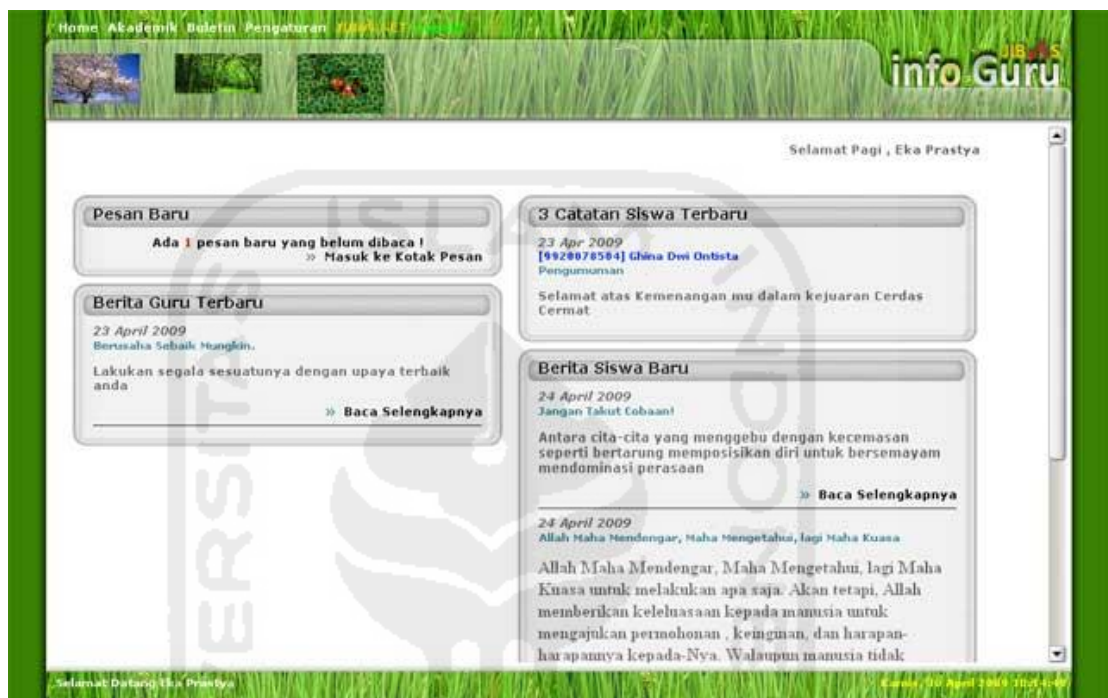 Home Akademik Buletin Pengaturan
JIBAS
info Guru
Selamat Pagi , Eka Prastya
Pesan Baru
Ada 1 pesan baru yang belum dibaca !
» Masuk ke Kotak Pesan
Berita Guru Terbaru
23 April 2009
Berusaha Sebaik Mungkin.
Lakukan segala sesuatunya dengan upaya terbaik
anda
» Baca Selengkapnya
3 Catatan Siswa Terbaru
23 Apr 2009
[9920078504] Ghina Dwi Ontista
Pengumuman
Selamat atas Kemenangan mu dalam kejuaran Cerdas
Cermat
Berita Siswa Baru
24 April 2009
Jangan Takut Cobaan!
Antara cita-cita yang menggebu dengan kecemasan
seperti bertarung memposisikan diri untuk bersemayam
mendominasi perasaan
» Baca Selengkapnya
24 April 2009
Allah Maha Mendengar, Maha Mengetahui, lagi Maha Kuasa
Allah Maha Mendengar, Maha Mengetahui, lagi Maha
Kuasa untuk melakukan apa saja. Akan tetapi, Allah
memberikan keleluasaan kepada manusia untuk
mengajukan permohonan , keinginan, dan harapan-
harapannya kepada-Nya. Walaupun manusia tidak
Selamat Datang Eka Prastya
Kamis, 30 April 2009